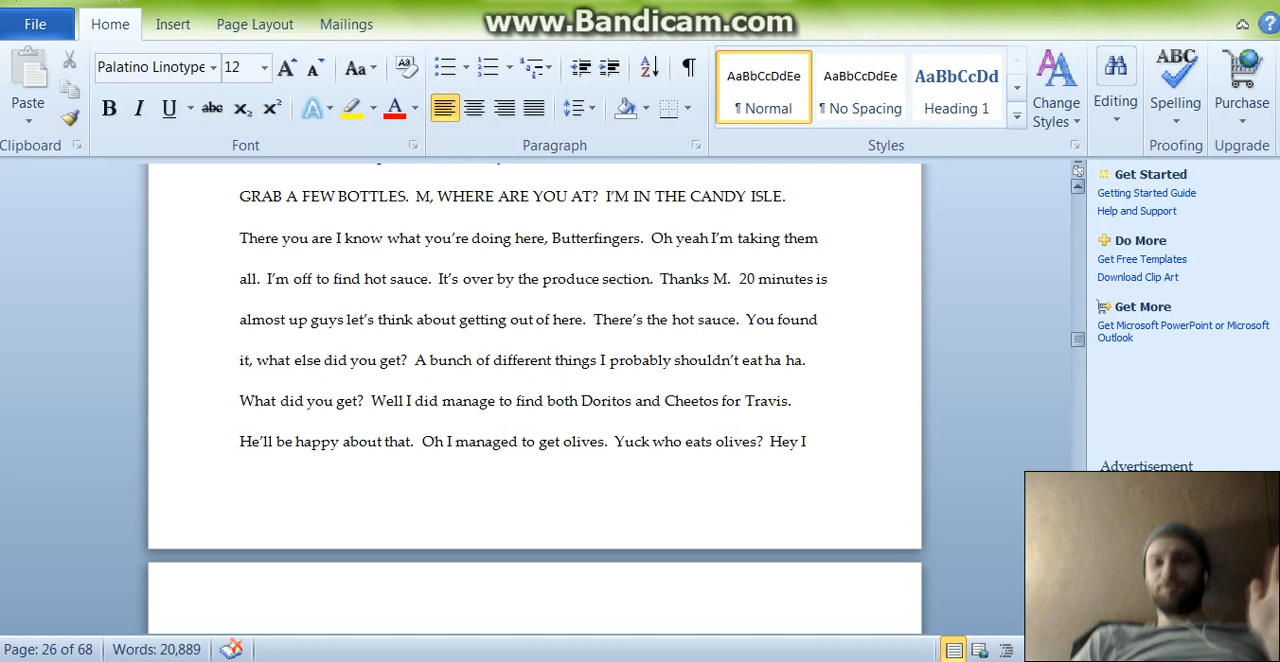 www.Bandicam.com
File Home Insert Page Layout Mailings
Palatino Linotype 12
Paste
AaBbCcDdEe AaBbCcDdEe AaBbCcDd
¶ Normal ¶ No Spacing Heading 1
Change Styles
Editing
Spelling
Purchase
Clipboard Font Paragraph Styles Proofing Upgrade
GRAB A FEW BOTTLES. M, WHERE ARE YOU AT? I'M IN THE CANDY ISLE.
There you are I know what you're doing here, Butterfingers. Oh yeah I'm taking them
all. I'm off to find hot sauce. It's over by the produce section. Thanks M. 20 minutes is
almost up guys let's think about getting out of here. There's the hot sauce. You found
it, what else did you get? A bunch of different things I probably shouldn't eat ha ha.
What did you get? Well I did manage to find both Doritos and Cheetos for Travis.
He'll be happy about that. Oh I managed to get olives. Yuck who eats olives? Hey I
Get Started
Getting Started Guide
Help and Support
Do More
Get Free Templates
Download Clip Art
Get More
Get Microsoft PowerPoint or Microsoft
Outlook
Advertisement
Page: 26 of 68 Words: 20,889